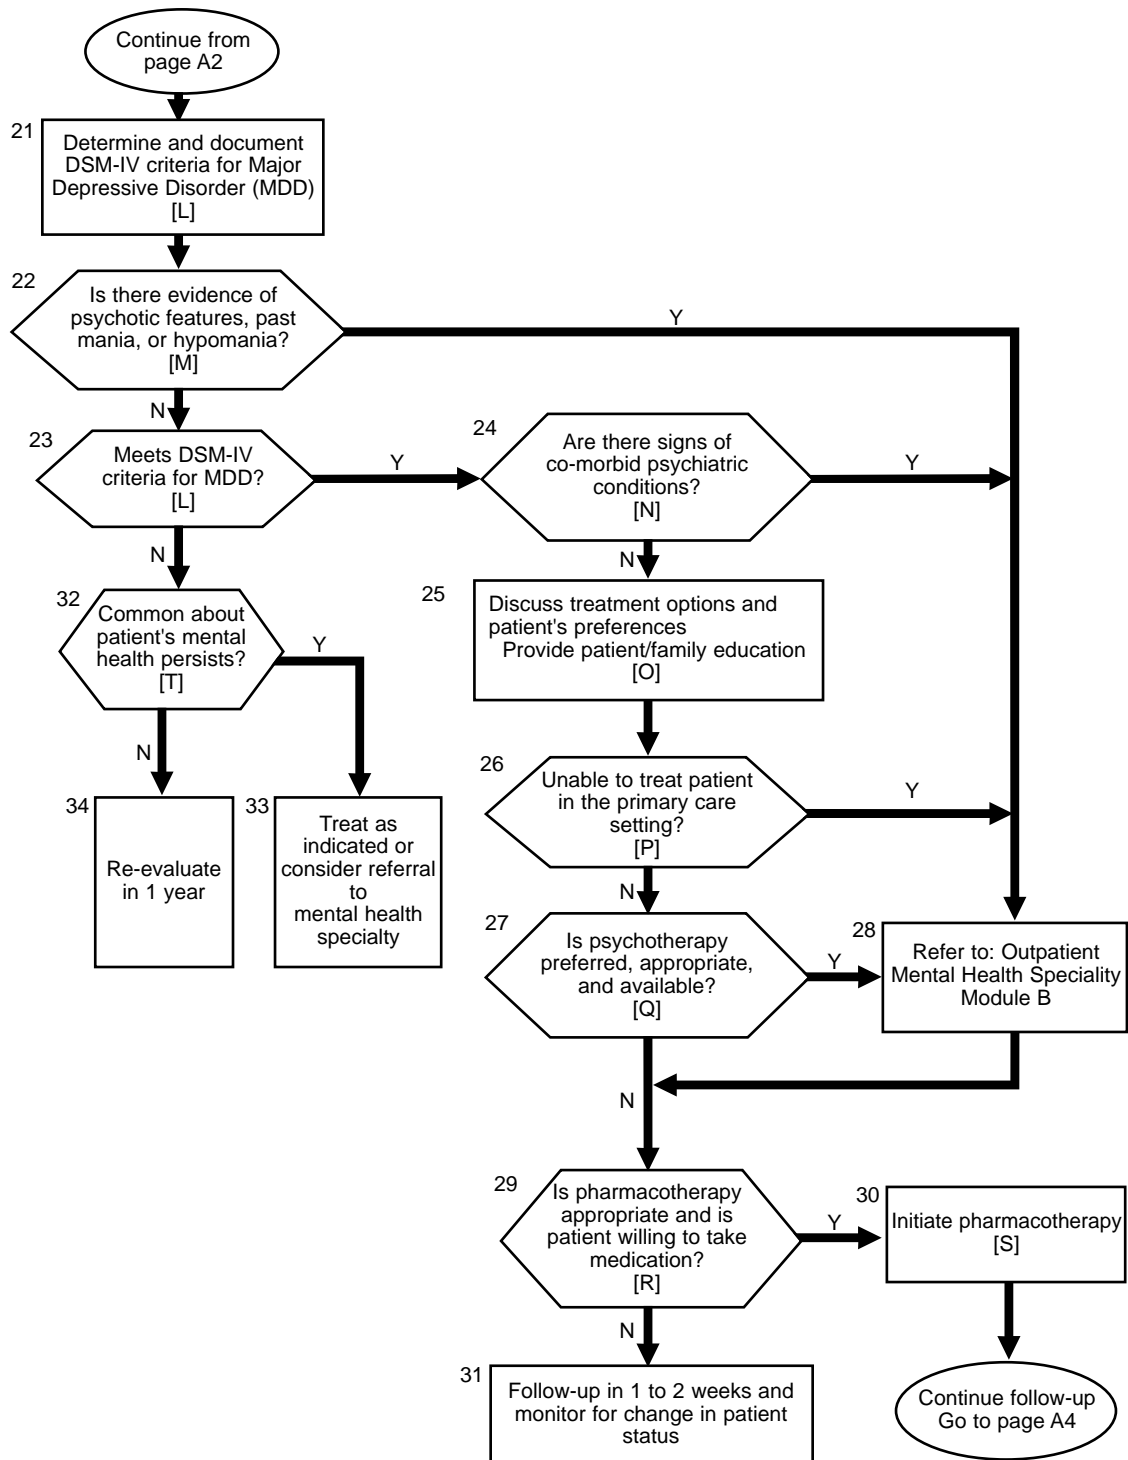 Continue from
page A2
21
Determine and document
DSM-IV criteria for Major
Depressive Disorder (MDD)
[L]
22
Is there evidence of
psychotic features, past
mania, or hypomania?
[M]
Y
N
23
Meets DSM-IV
criteria for MDD?
[L]
Y
24
Are there signs of
co-morbid psychiatric
conditions?
[N]
Y
N
N
25
Discuss treatment options and
patient's preferences
Provide patient/family education
[O]
32
Common about
patient's mental
health persists?
[T]
Y
N
26
Unable to treat patient
in the primary care
setting?
[P]
Y
N
34
Re-evaluate
in 1 year
33
Treat as
indicated or
consider referral
to
mental health
specialty
27
Is psychotherapy
preferred, appropriate,
and available?
[Q]
Y
28
Refer to: Outpatient
Mental Health Speciality
Module B
N
29
Is pharmacotherapy
appropriate and is
patient willing to take
medication?
[R]
Y
30
Initiate pharmacotherapy
[S]
N
31
Follow-up in 1 to 2 weeks and
monitor for change in patient
status
Continue follow-up
Go to page A4